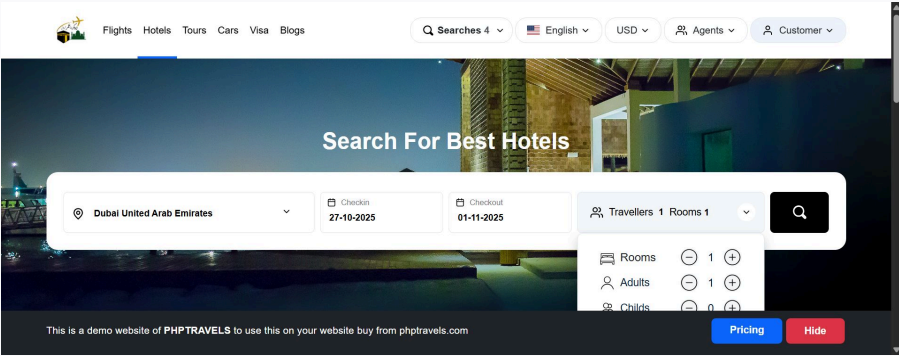 Flights Hotels Tours Cars Visa Blogs Searches 4 English USD Agents Customer
Search For Best Hotels
Dubai United Arab Emirates
Checkin
27-10-2025
Checkout
01-11-2025
Travellers 1 Rooms 1
Rooms 1
Adults 1
Childs 0
This is a demo website of PHPTRAVELS to use this on your website buy from phptravels.com
Pricing Hide